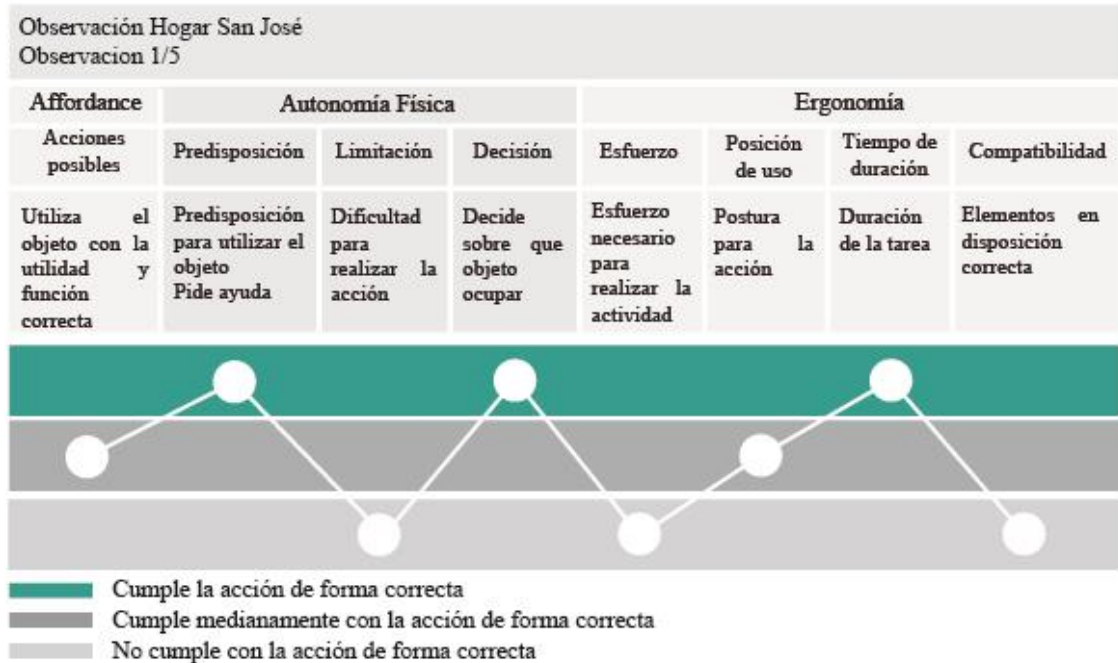 Observación Hogar San José
Observacion 1/5
Affordance
Autonomía Física
Ergonomía
Acciones
posibles
Predisposición
Limitación
Decisión
Esfuerzo
Posición
de uso
Tiempo de
duración
Compatibilidad
Utiliza el
objeto con la
utilidad y
función
correcta
Predisposición
para utilizar el
objeto
Pide ayuda
Dificultad
para
realizar la
acción
Decide
sobre que
objeto
ocupar
Esfuerzo
necesario
para
realizar la
actividad
Postura
para la
acción
Duración
de la tarea
Elementos en
disposición
correcta
Cumple la acción de forma correcta
Cumple medianamente con la acción de forma correcta
No cumple con la acción de forma correcta